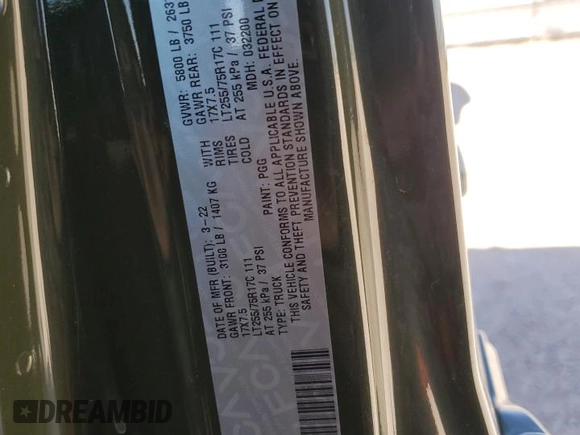 DATE OF MFR (BUILT): 3-22 GVWR: 5800 LB / 263
GAWR FRONT: 3100 LB / 1407 KG WITH GAWR REAR: 3750 LB
17X7.5 RIMS 17X7.5
LT255/75R17C 111 TIRES LT255/75R17C 111
AT 255 kPa / 37 PSI COLD AT 255 kPa / 37 PSI
TYPE: TRUCK PAINT: PGG MDH: 032200
THIS VEHICLE CONFORMS TO ALL APPLICABLE U.S.A. FEDERAL
SAFETY AND THEFT PREVENTION STANDARDS IN EFFECT ON
MANUFACTURE SHOWN ABOVE.
DREAMBID